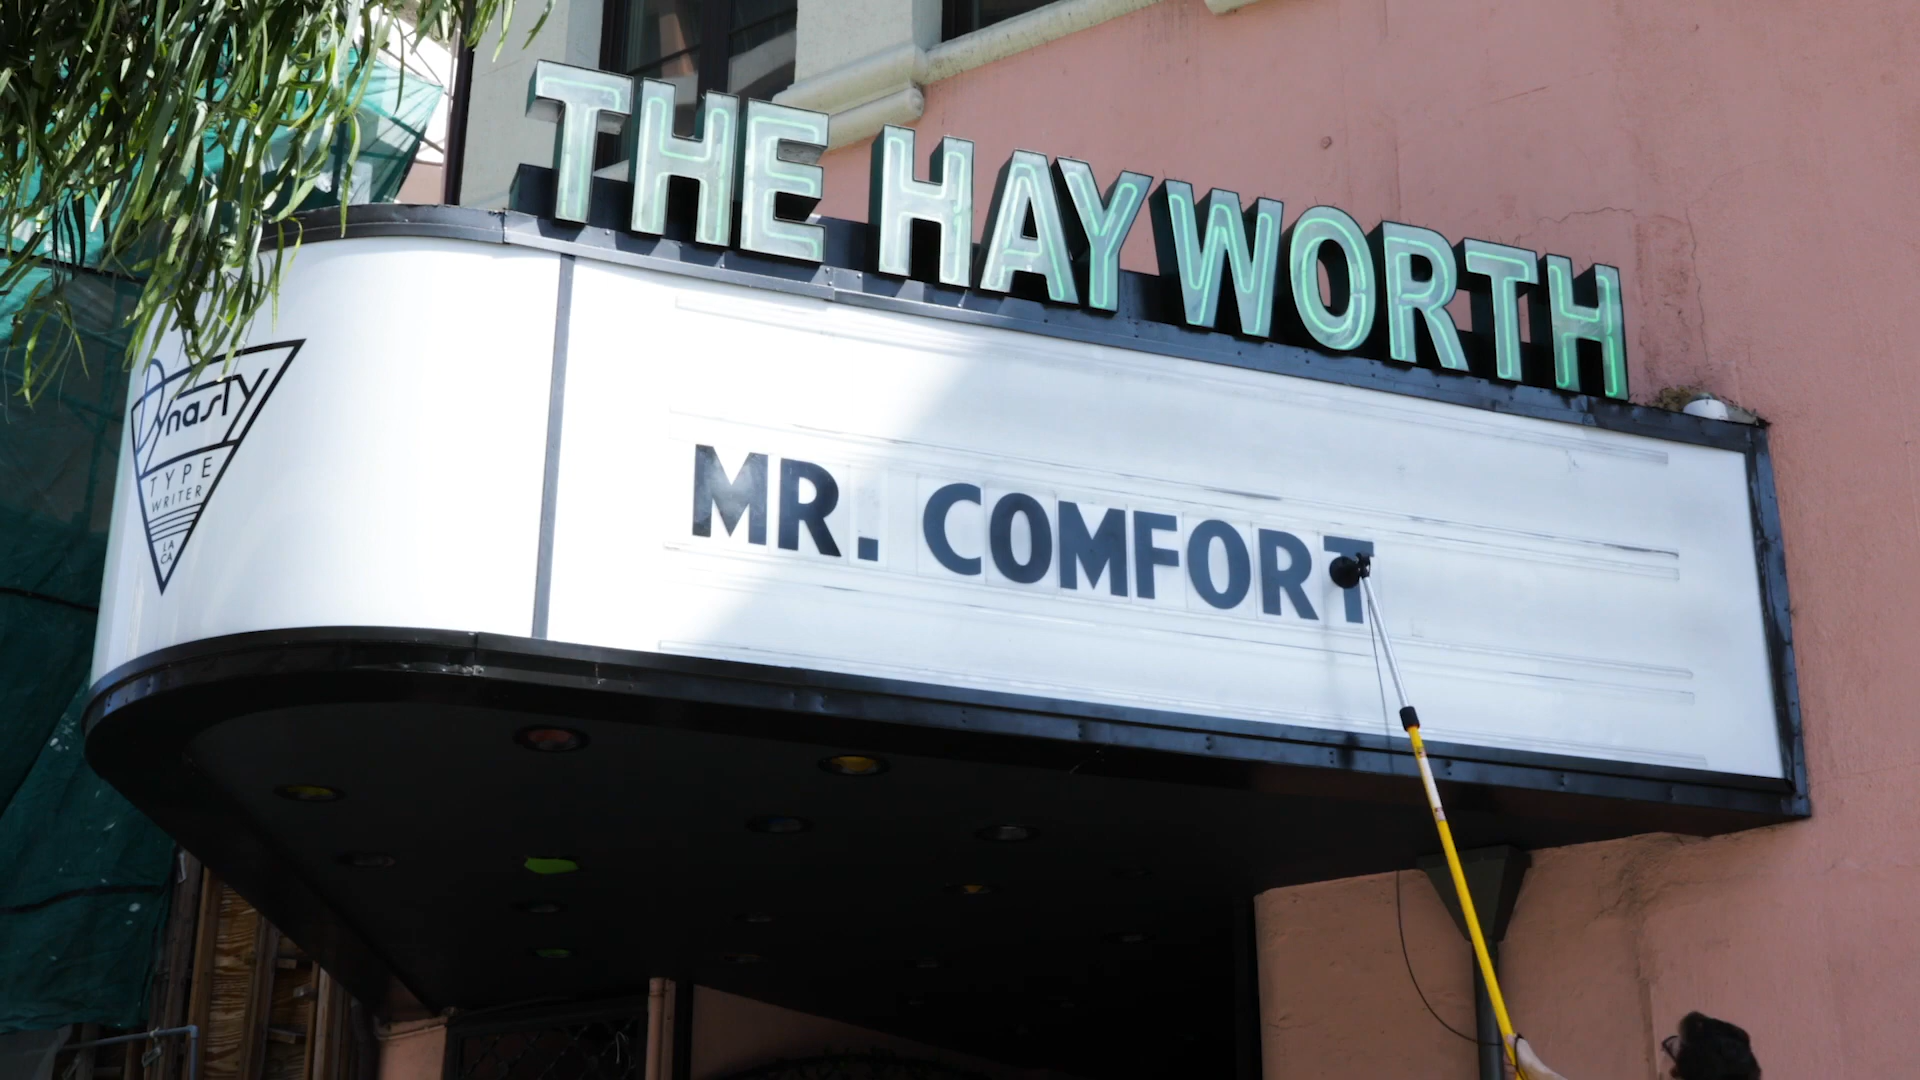 THE HAYWORTH
MR. COMFORT
Dynasty
TYPE
WRITER
LA
CA